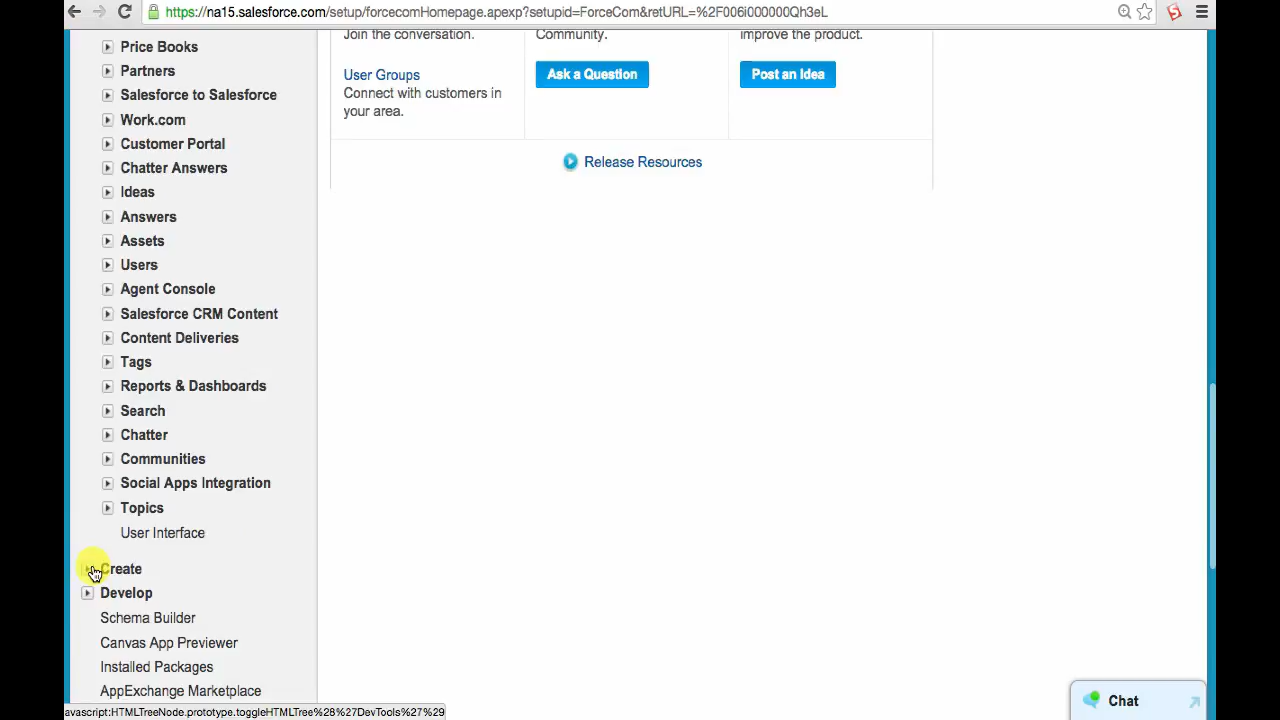 https://na15.salesforce.com/setup/forcecomHomepage.apexp?setupid=ForceCom&retURL=%2F006i000000Qh3eL
Price Books
Partners
Salesforce to Salesforce
Work.com
Customer Portal
Chatter Answers
Ideas
Answers
Assets
Users
Agent Console
Salesforce CRM Content
Content Deliveries
Tags
Reports & Dashboards
Search
Chatter
Communities
Social Apps Integration
Topics
User Interface
Create
Develop
Schema Builder
Canvas App Previewer
Installed Packages
AppExchange Marketplace
Join the conversation.
User Groups
Connect with customers in
your area.
Community.
Ask a Question
improve the product.
Post an Idea
Release Resources
Chat
avascript:HTMLTreeNode.prototype.toggleHTMLTree%28%27DevTools%27%29